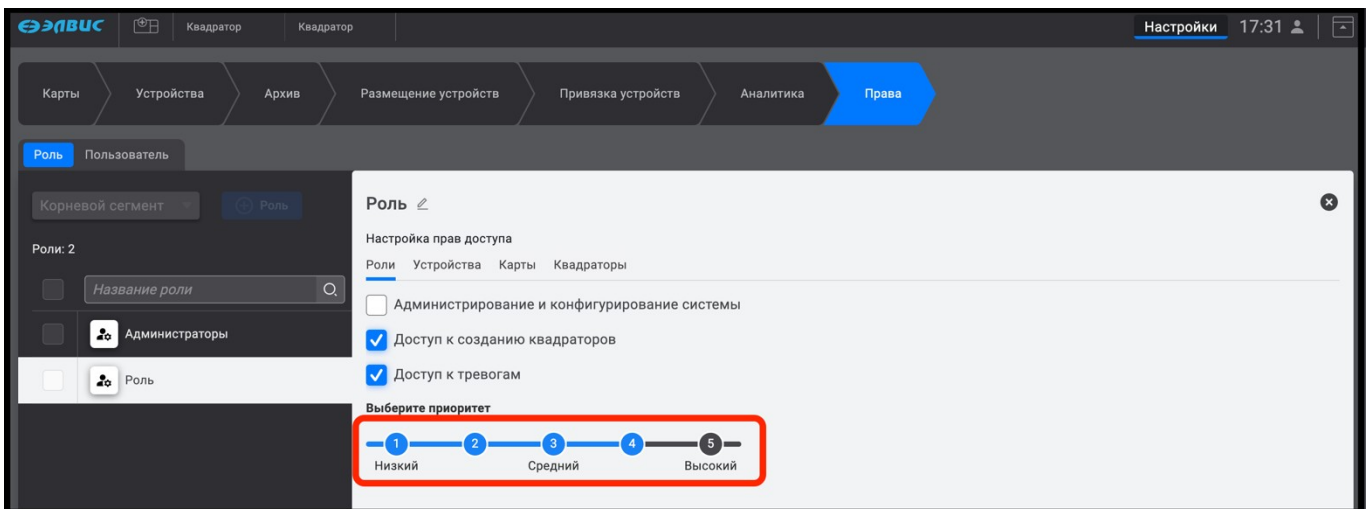 ЭЛВИС Квадратор Квадратор Настройки 17:31
Карты Устройства Архив Размещение устройств Привязка устройств Аналитика Права
Роль Пользователь
Корневой сегмент Роль
Роли: 2
Название роли
Администраторы
Роль
Роль
Настройка прав доступа
Роли Устройства Карты Квадраторы
Администрирование и конфигурирование системы
Доступ к созданию квадраторов
Доступ к тревогам
Выберите приоритет
1 2 3 4 5
Низкий Средний Высокий